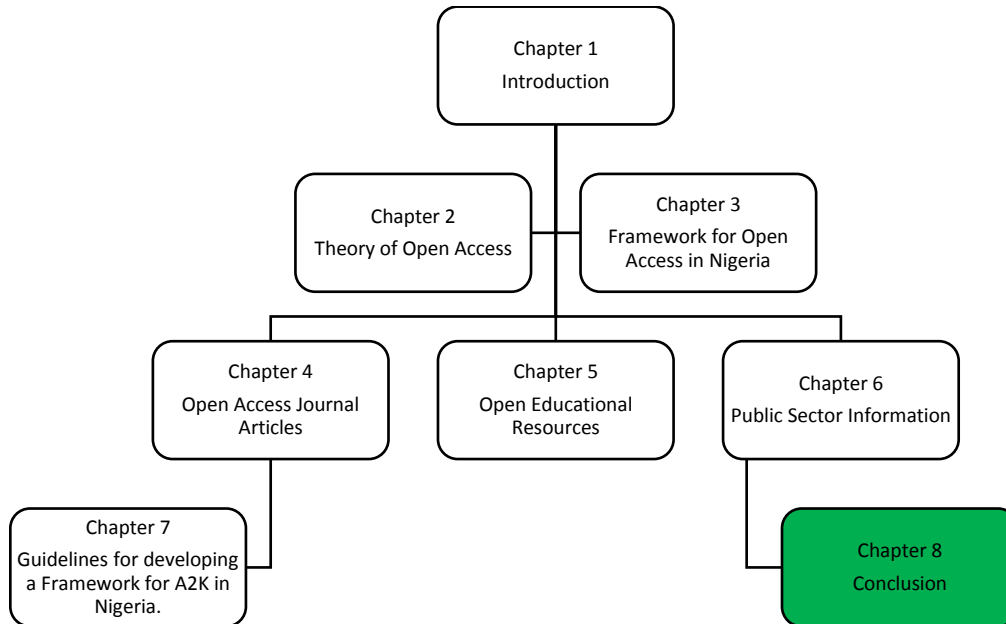 Chapter 1
Introduction
Chapter 2
Theory of Open Access
Chapter 3
Framework for Open
Access in Nigeria
Chapter 4
Open Access Journal
Articles
Chapter 5
Open Educational
Resources
Chapter 6
Public Sector Information
Chapter 7
Guidelines for developing
a Framework for A2K in
Nigeria.
Chapter 8
Conclusion